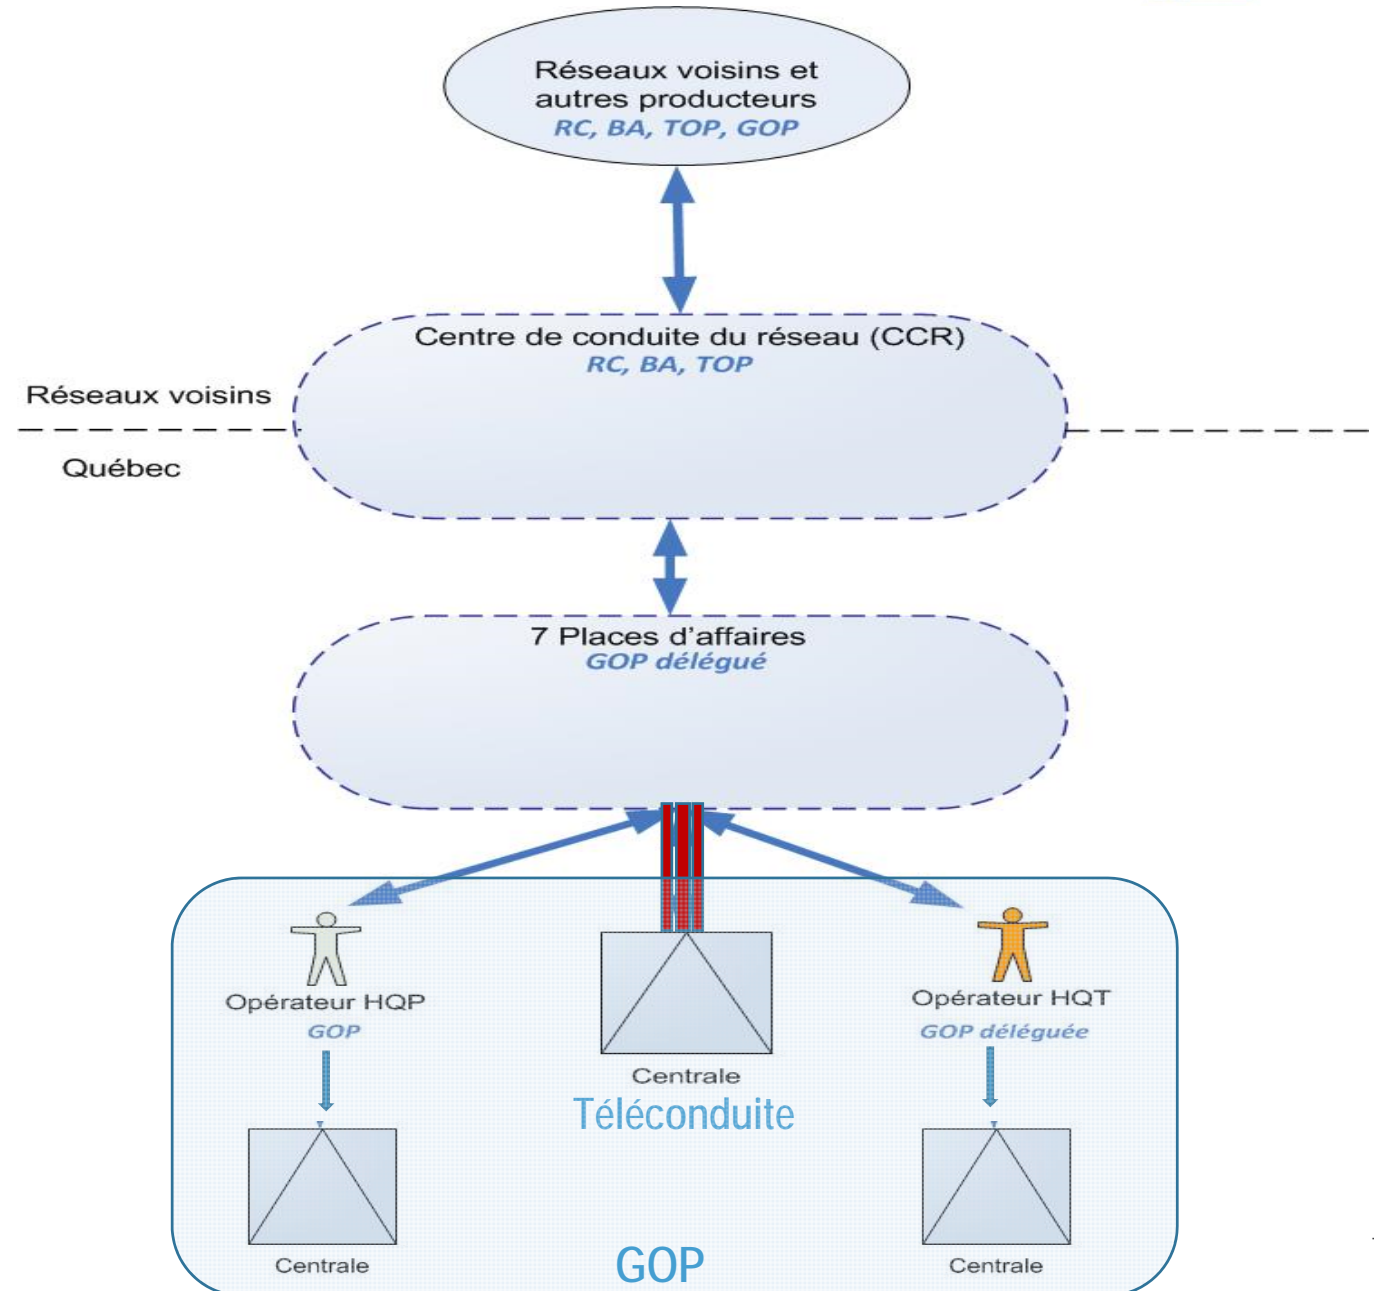 Réseaux voisins et
autres producteurs
RC, BA, TOP, GOP
Centre de conduite du réseau (CCR)
RC, BA, TOP
Réseaux voisins
Québec
7 Places d'affaires
GOP délégué
Opérateur HQP
GOP
Opérateur HQT
GOP déléguée
Centrale
Téléconduite
Centrale
Centrale
GOP